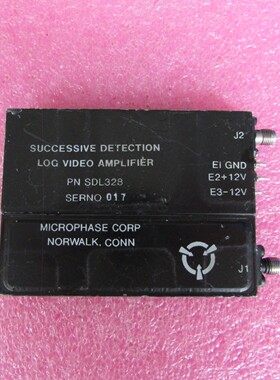 J2
SUCCESSIVE DETECTION
LOG VIDEO AMPLIFIER
Ei GND
E2+12V
PN SDL328
E3-12V
SERNO 017
MICROPHASE CORP
NORWALK, CONN
J1